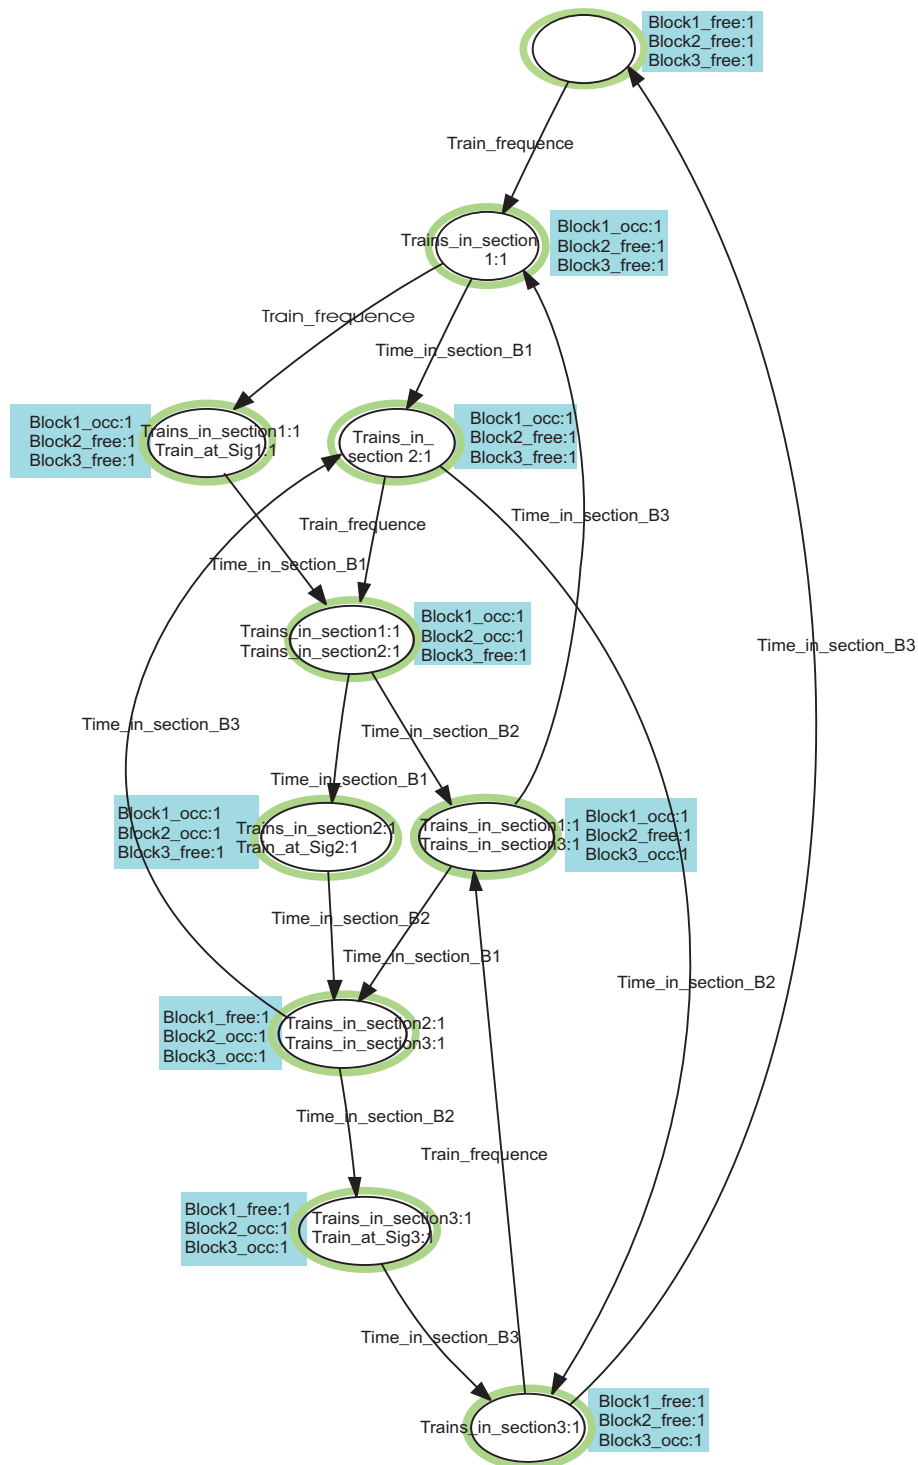 Block1_free:1
Block2_free:1
Block3_free:1
Train_frequence
Trains_in_section
1:1
Block1_occ:1
Block2_free:1
Block3_free:1
Train_frequence
Time_in_section_B1
Block1_occ:1
Block2_free:1
Block3_free:1
Trains_in_section1:1
Train_at_Sig1:1
Trains_in_
section 2:1
Block1_occ:1
Block2_free:1
Block3_free:1
Train_frequence
Time_in_section_B3
Time_in_section_B1
Trains_in_section1:1
Trains_in_section2:1
Block1_occ:1
Block2_occ:1
Block3_free:1
Time_in_section_B3
Time_in_section_B3
Time_in_section_B2
Time_in_section_B1
Block1_occ:1
Block2_occ:1
Block3_free:1
Trains_in_section2:1
Train_at_Sig2:1
Trains_in_section1:1
Trains_in_section3:1
Block1_occ:1
Block2_free:1
Block3_occ:1
Time_in_section_B2
Time_in_section_B1
Time_in_section_B2
Block1_free:1
Block2_occ:1
Block3_occ:1
Trains_in_section2:1
Trains_in_section3:1
Time_in_section_B2
Train_frequence
Block1_free:1
Block2_occ:1
Block3_occ:1
Trains_in_section3:1
Train_at_Sig3:1
Time_in_section_B3
Trains_in_section3:1
Block1_free:1
Block2_free:1
Block3_occ:1